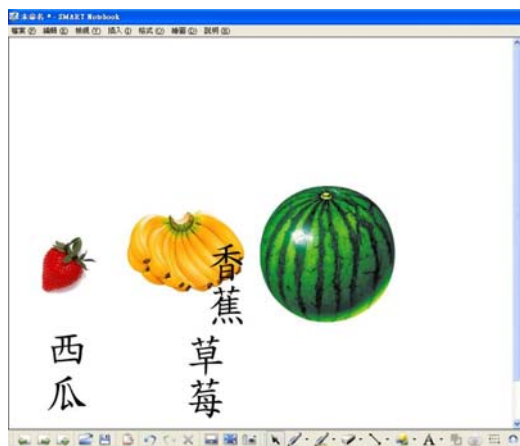 未命名 * - SMART Notebook
檔案(F) 編輯(E) 檢視(V) 插入(I) 格式(O) 繪圖(D) 說明(H)
香蕉
西瓜
草莓
A